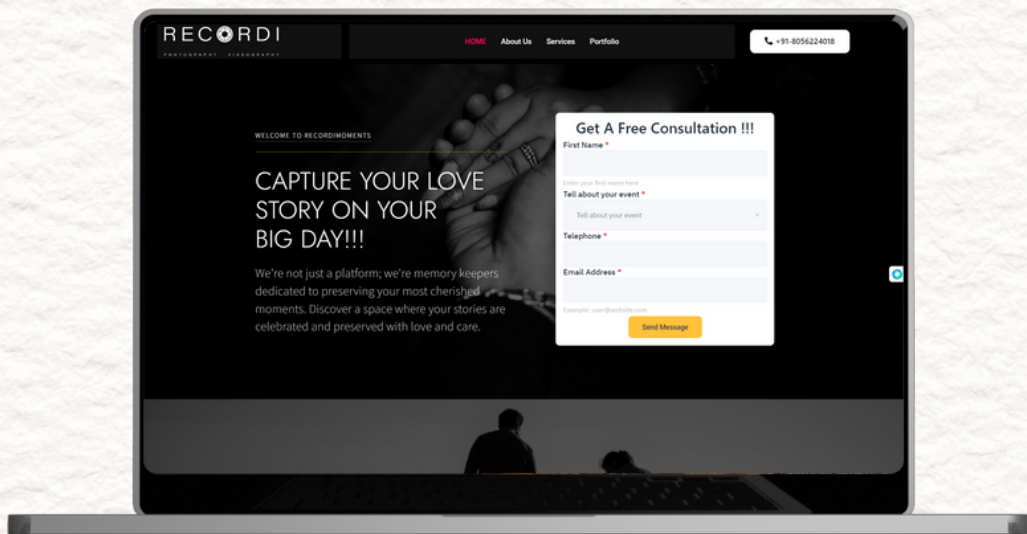 RECORDI
PHOTOGRAPHY VIDEOGRAPHY
HOME About Us Services Portfolio
+91-8056224018
WELCOME TO RECORDIMOMENTS
CAPTURE YOUR LOVE
STORY ON YOUR
BIG DAY!!!
We're not just a platform; we're memory keepers
dedicated to preserving your most cherished
moments. Discover a space where your stories are
celebrated and preserved with love and care.
Get A Free Consultation !!!
First Name *
Enter your first name here
Tell about your event *
Tell about your event
Telephone *
Email Address *
Example: user@website.com
Send Message